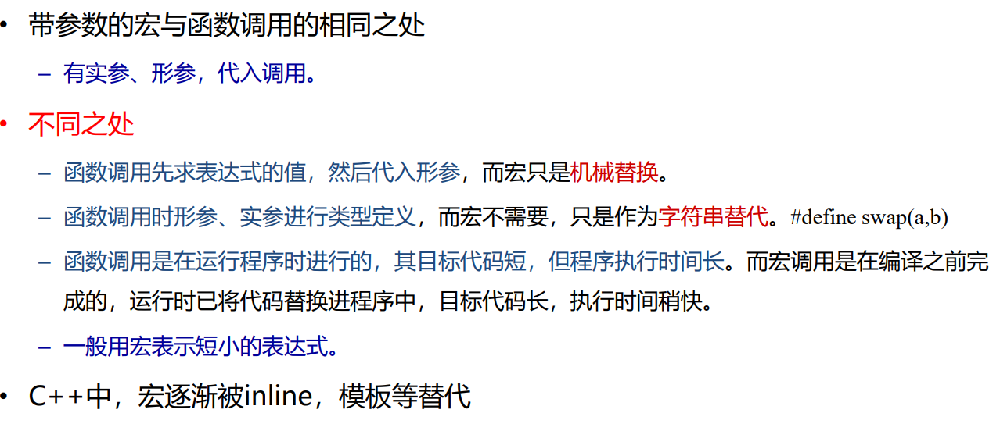 • 带参数的宏与函数调用的相同之处
– 有实参、形参，代入调用。
• 不同之处
– 函数调用先求表达式的值，然后代入形参，而宏只是机械替换。
– 函数调用时形参、实参进行类型定义，而宏不需要，只是作为字符串替代。#define swap(a,b)
– 函数调用是在运行程序时进行的，其目标代码短，但程序执行时间长。而宏调用是在编译之前完
成的，运行时已将代码替换进程序中，目标代码长，执行时间稍快。
– 一般用宏表示短小的表达式。
• C++中，宏逐渐被inline，模板等替代